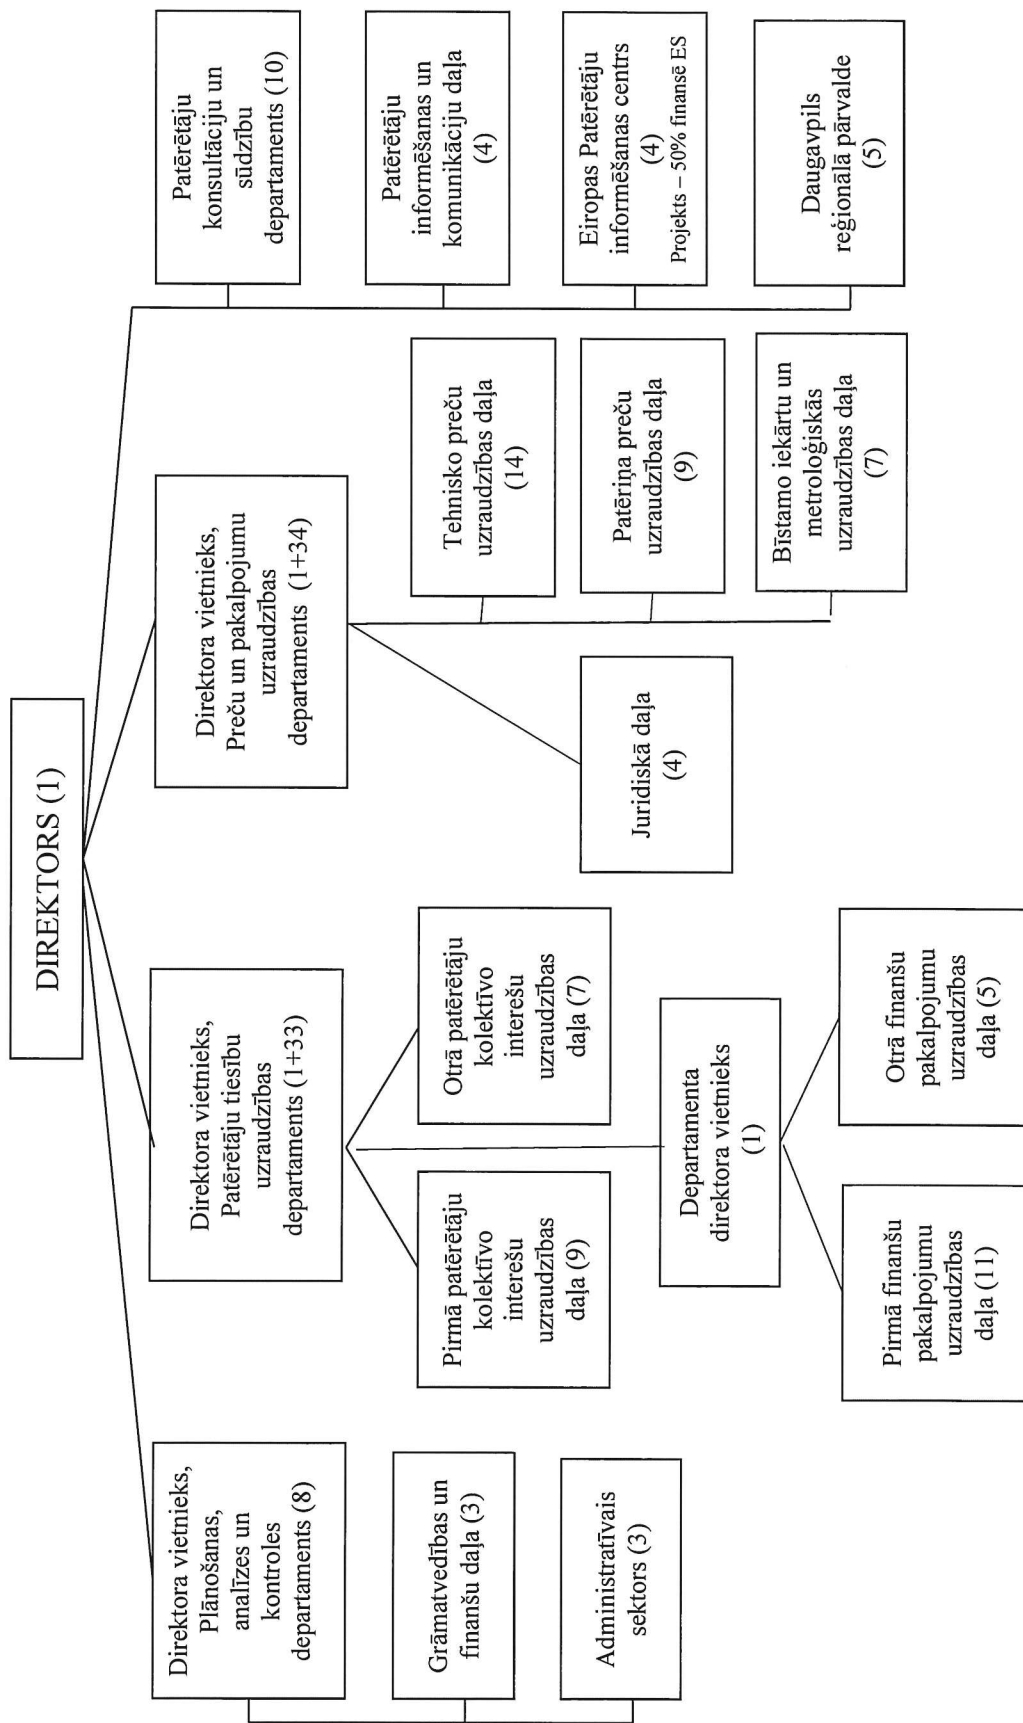 DIREKTORS (1)
Direktora vietnieks,
Plānošanas,
analīzes un
kontroles
departaments (8)
Grāmatvedības un
finanšu daļa (3)
Administratīvais
sektors (3)
Direktora vietnieks,
Patērētāju tiesību
uzraudzības
departaments (1+33)
Pirmā patērētāju
kolektīvo
interešu
uzraudzības
daļa (9)
Otrā patērētāju
kolektīvo
interešu
uzraudzības
daļa (7)
Departamenta
direktora vietnieks
(1)
Pirmā finanšu
pakalpojumu
uzraudzības
daļa (11)
Otrā finanšu
pakalpojumu
uzraudzības
daļa (5)
Direktora vietnieks,
Preču un pakalpojumu
uzraudzības
departaments (1+34)
Juridiskā daļa
(4)
Tehnisko preču
uzraudzības daļa
(14)
Patēriņa preču
uzraudzības daļa
(9)
Bīstamo iekārtu un
metroloģiskās
uzraudzības daļa
(7)
Patērētāju
konsultāciju un
sūdzību
departaments (10)
Patērētāju
informēšanas un
komunikāciju daļa
(4)
Eiropas Patērētāju
informēšanas centrs
(4)
Projekts – 50% finansē ES
Daugavpils
reģionālā pārvalde
(5)